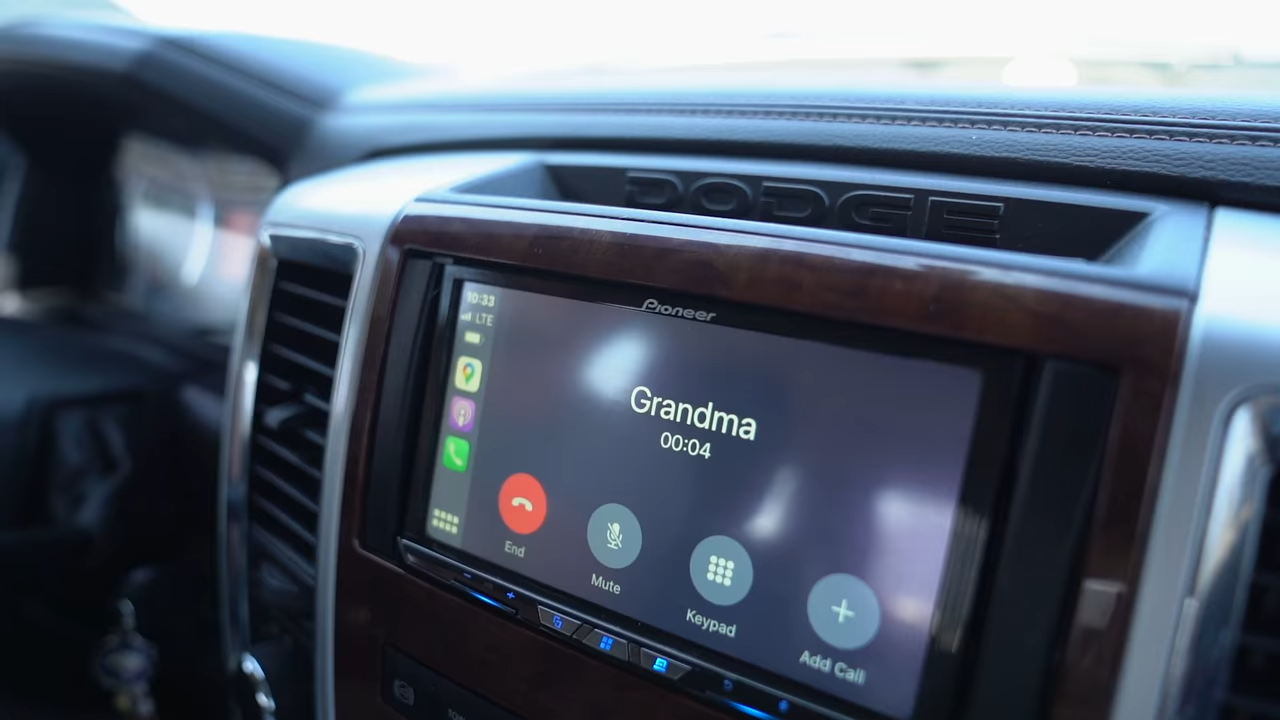 DODGE
Pioneer
10:33
LTE
Grandma
00:04
End
Mute
Keypad
Add Call